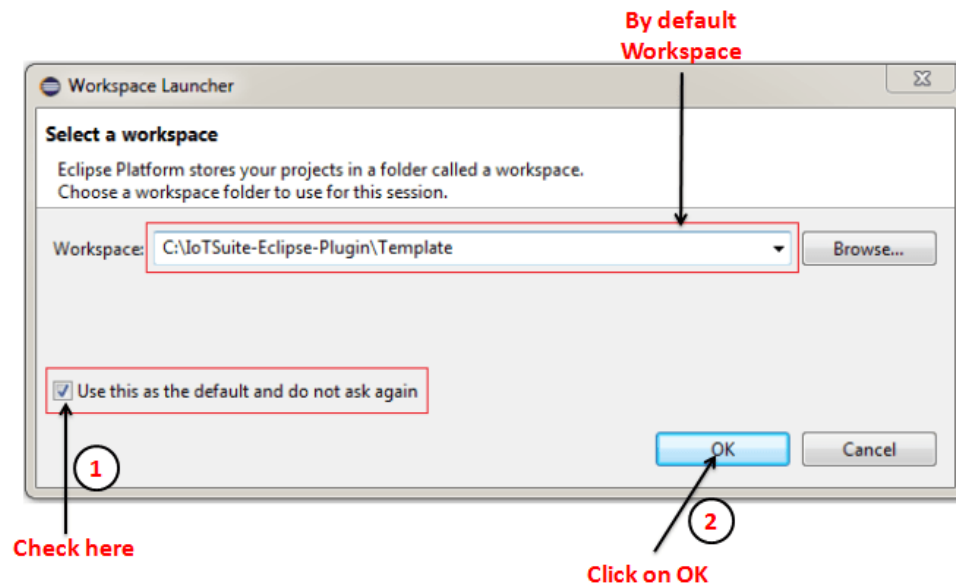 By default
Workspace
Workspace Launcher
Select a workspace
Eclipse Platform stores your projects in a folder called a workspace.
Choose a workspace folder to use for this session.
Workspace: C:\IoTSuite-Eclipse-Plugin\Template Browse...
Use this as the default and do not ask again
OK Cancel
1
2
Check here
Click on OK